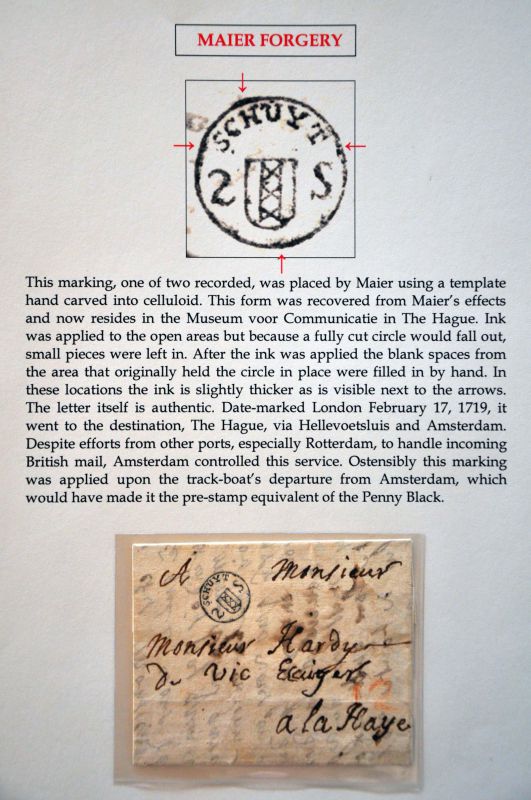 MAIER FORGERY
SCHUYT
2 S
This marking, one of two recorded, was placed by Maier using a template
hand carved into celluloid. This form was recovered from Maier's effects
and now resides in the Museum voor Communicatie in The Hague. Ink
was applied to the open areas but because a fully cut circle would fall out,
small pieces were left in. After the ink was applied the blank spaces from
the area that originally held the circle in place were filled in by hand. In
these locations the ink is slightly thicker as is visible next to the arrows.
The letter itself is authentic. Date-marked London February 17, 1719, it
went to the destination, The Hague, via Hellevoetsluis and Amsterdam.
Despite efforts from other ports, especially Rotterdam, to handle incoming
British mail, Amsterdam controlled this service. Ostensibly this marking
was applied upon the track-boat's departure from Amsterdam, which
would have made it the pre-stamp equivalent of the Penny Black.
A Monsieur
SCHUYT
2 S
Monsieur Hardy
De Vic
a la Haye